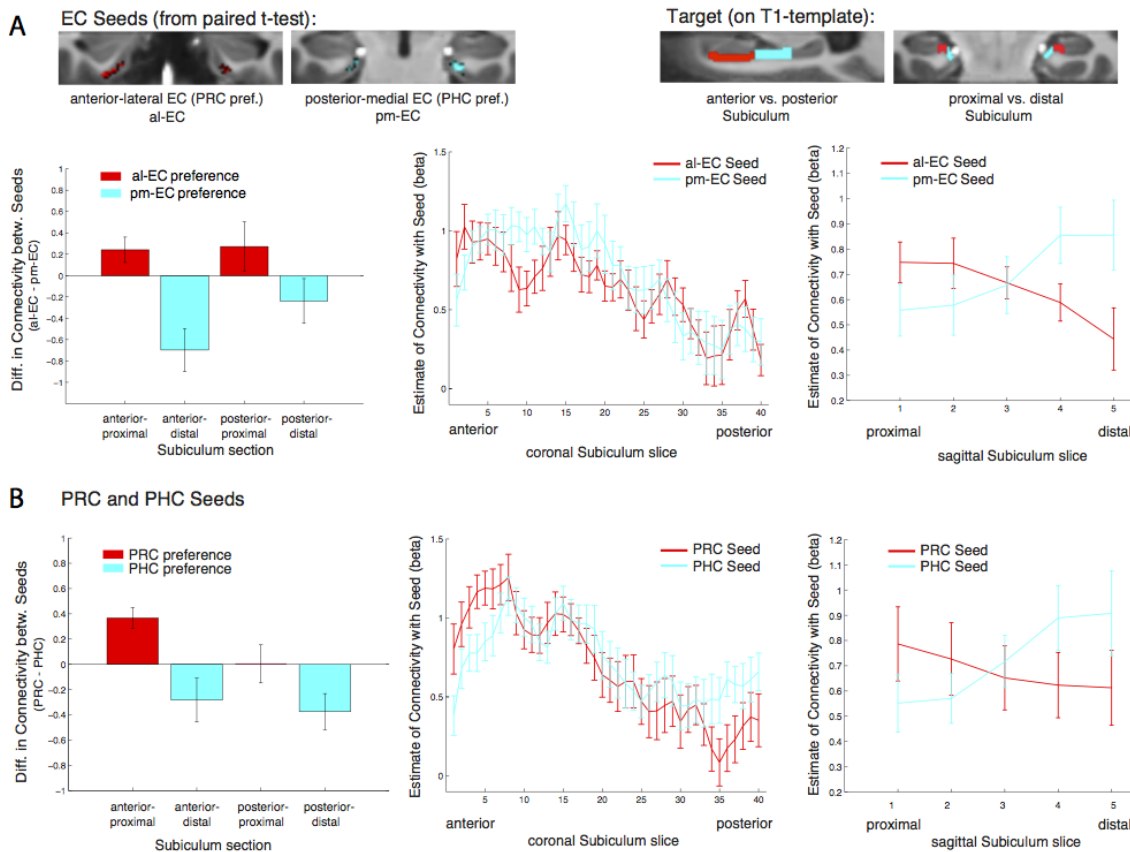 A
EC Seeds (from paired t-test):
Target (on T1-template):
anterior-lateral EC (PRC pref.)
al-EC
posterior-medial EC (PHC pref.)
pm-EC
anterior vs. posterior
Subiculum
proximal vs. distal
Subiculum
Diff. in Connectivity betw. Seeds
(al-EC - pm-EC)
1
0.8
0.6
0.4
0.2
0
-0.2
-0.4
-0.6
-0.8
-1
al-EC preference
pm-EC preference
anterior-
proximal
anterior-
distal
posterior-
proximal
posterior-
distal
Subiculum section
Estimate of Connectivity with Seed (beta)
1.5
1
0.5
0
al-EC Seed
pm-EC Seed
5 10 15 20 25 30 35 40
anterior
posterior
coronal Subiculum slice
Estimate of Connectivity with Seed (beta)
1.2
1.1
1
0.9
0.8
0.7
0.6
0.5
0.4
0.3
0.2
al-EC Seed
pm-EC Seed
1 2 3 4 5
proximal
distal
sagittal Subiculum slice
B
PRC and PHC Seeds
Diff. in Connectivity betw. Seeds
(PRC - PHC)
1
0.8
0.6
0.4
0.2
0
-0.2
-0.4
-0.6
-0.8
-1
PRC preference
PHC preference
anterior-
proximal
anterior-
distal
posterior-
proximal
posterior-
distal
Subiculum section
Estimate of Connectivity with Seed (beta)
1.5
1
0.5
0
PRC Seed
PHC Seed
5 10 15 20 25 30 35 40
anterior
posterior
coronal Subiculum slice
Estimate of Connectivity with Seed (beta)
1.2
1.1
1
0.9
0.8
0.7
0.6
0.5
0.4
0.3
0.2
PRC Seed
PHC Seed
1 2 3 4 5
proximal
distal
sagittal Subiculum slice